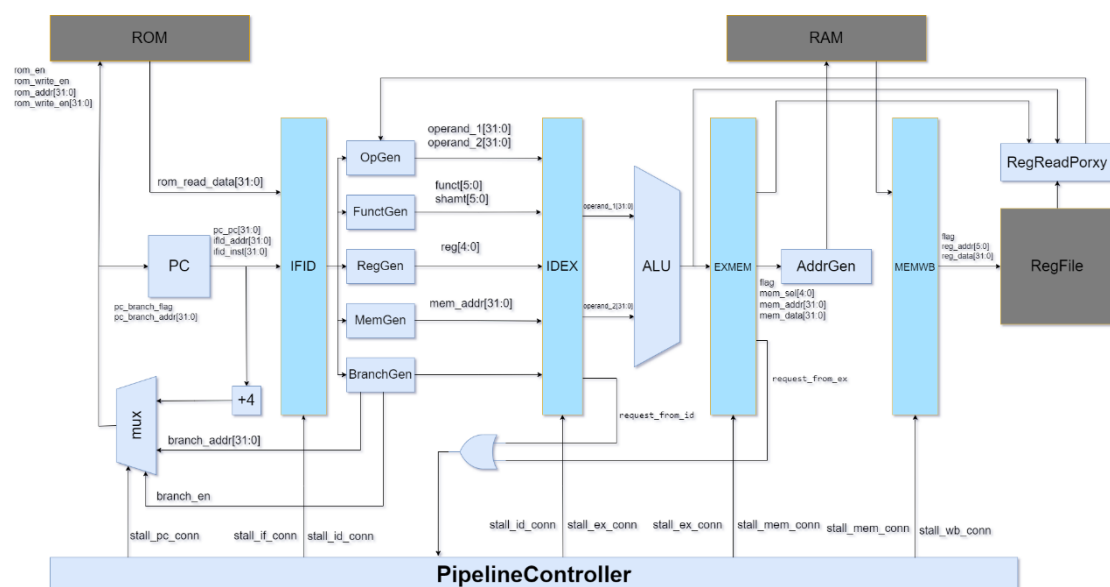 ROM
RAM
rom_en
rom_write_en
rom_addr[31:0]
rom_write_en[31:0]
operand_1[31:0]
operand_2[31:0]
OpGen
RegReadPorxy
rom_read_data[31:0]
funct[5:0]
shamt[5:0]
FunctGen
operand_1[31:0]
pc_pc[31:0]
ifid_addr[31:0]
ifid_inst[31:0]
flag
reg_addr[5:0]
reg_data[31:0]
reg[4:0]
PC
IFID
RegGen
IDEX
ALU
EXMEM
AddrGen
MEMWB
RegFile
flag
mem_sel[4:0]
mem_addr[31:0]
mem_data[31:0]
pc_branch_flag
pc_branch_addr[31:0]
mem_addr[31:0]
MemGen
operand_2[31:0]
BranchGen
request_from_ex
+4
mux
request_from_id
branch_addr[31:0]
branch_en
stall_pc_conn
stall_if_conn
stall_id_conn
stall_id_conn
stall_ex_conn
stall_ex_conn
stall_mem_conn
stall_mem_conn
stall_wb_conn
PipelineController